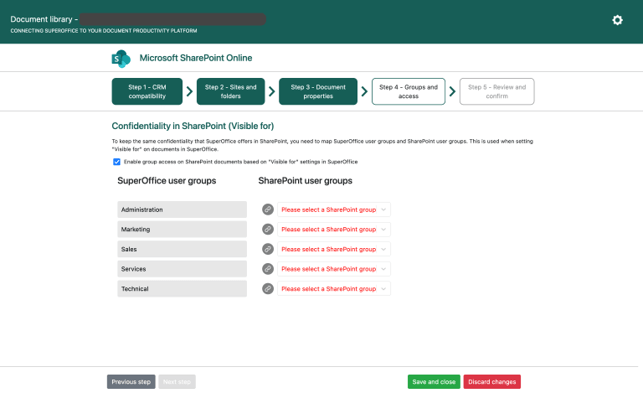 Document library -
CONNECTING SUPEROFFICE TO YOUR DOCUMENT PRODUCTIVITY PLATFORM
S
Microsoft SharePoint Online
Step 1 - CRM
compatibility
Step 2 - Sites and
folders
Step 3 - Document
properties
Step 4 - Groups and
access
Step 5 - Review and
confirm
Confidentiality in SharePoint (Visible for)
To keep the same confidentiality that SuperOffice offers in SharePoint, you need to map SuperOffice user groups and SharePoint user groups. This is used when setting
"Visible for" on documents in SuperOffice.
Enable group access on SharePoint documents based on "Visible for" settings in SuperOffice
SuperOffice user groups
SharePoint user groups
Administration
Please select a SharePoint group
Marketing
Please select a SharePoint group
Sales
Please select a SharePoint group
Services
Please select a SharePoint group
Technical
Please select a SharePoint group
Previous step
Next step
Save and close
Discard changes